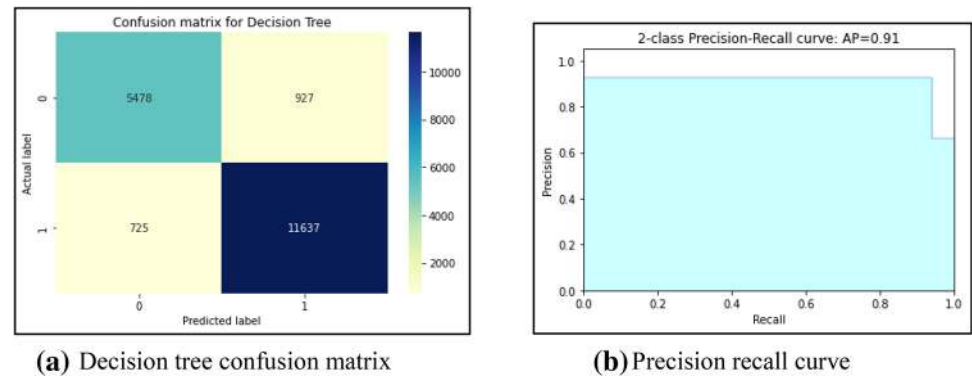 Confusion matrix for Decision Tree
0
5478
927
1
725
11637
Actual label
0
1
Predicted label
10000
8000
6000
4000
2000
(a) Decision tree confusion matrix
2-class Precision-Recall curve: AP=0.91
1.0
0.8
0.6
0.4
0.2
0.0
Precision
0.0 0.2 0.4 0.6 0.8 1.0
Recall
(b) Precision recall curve